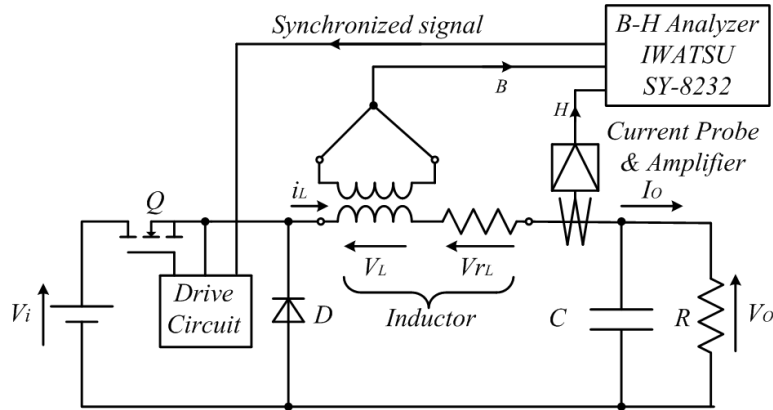 Synchronized signal
B-H Analyzer
IWATSU
SY-8232
B
H
Current Probe
& Amplifier
iL
IO
Q
VL
VrL
Vi
Drive
Circuit
D
Inductor
C
R
VO